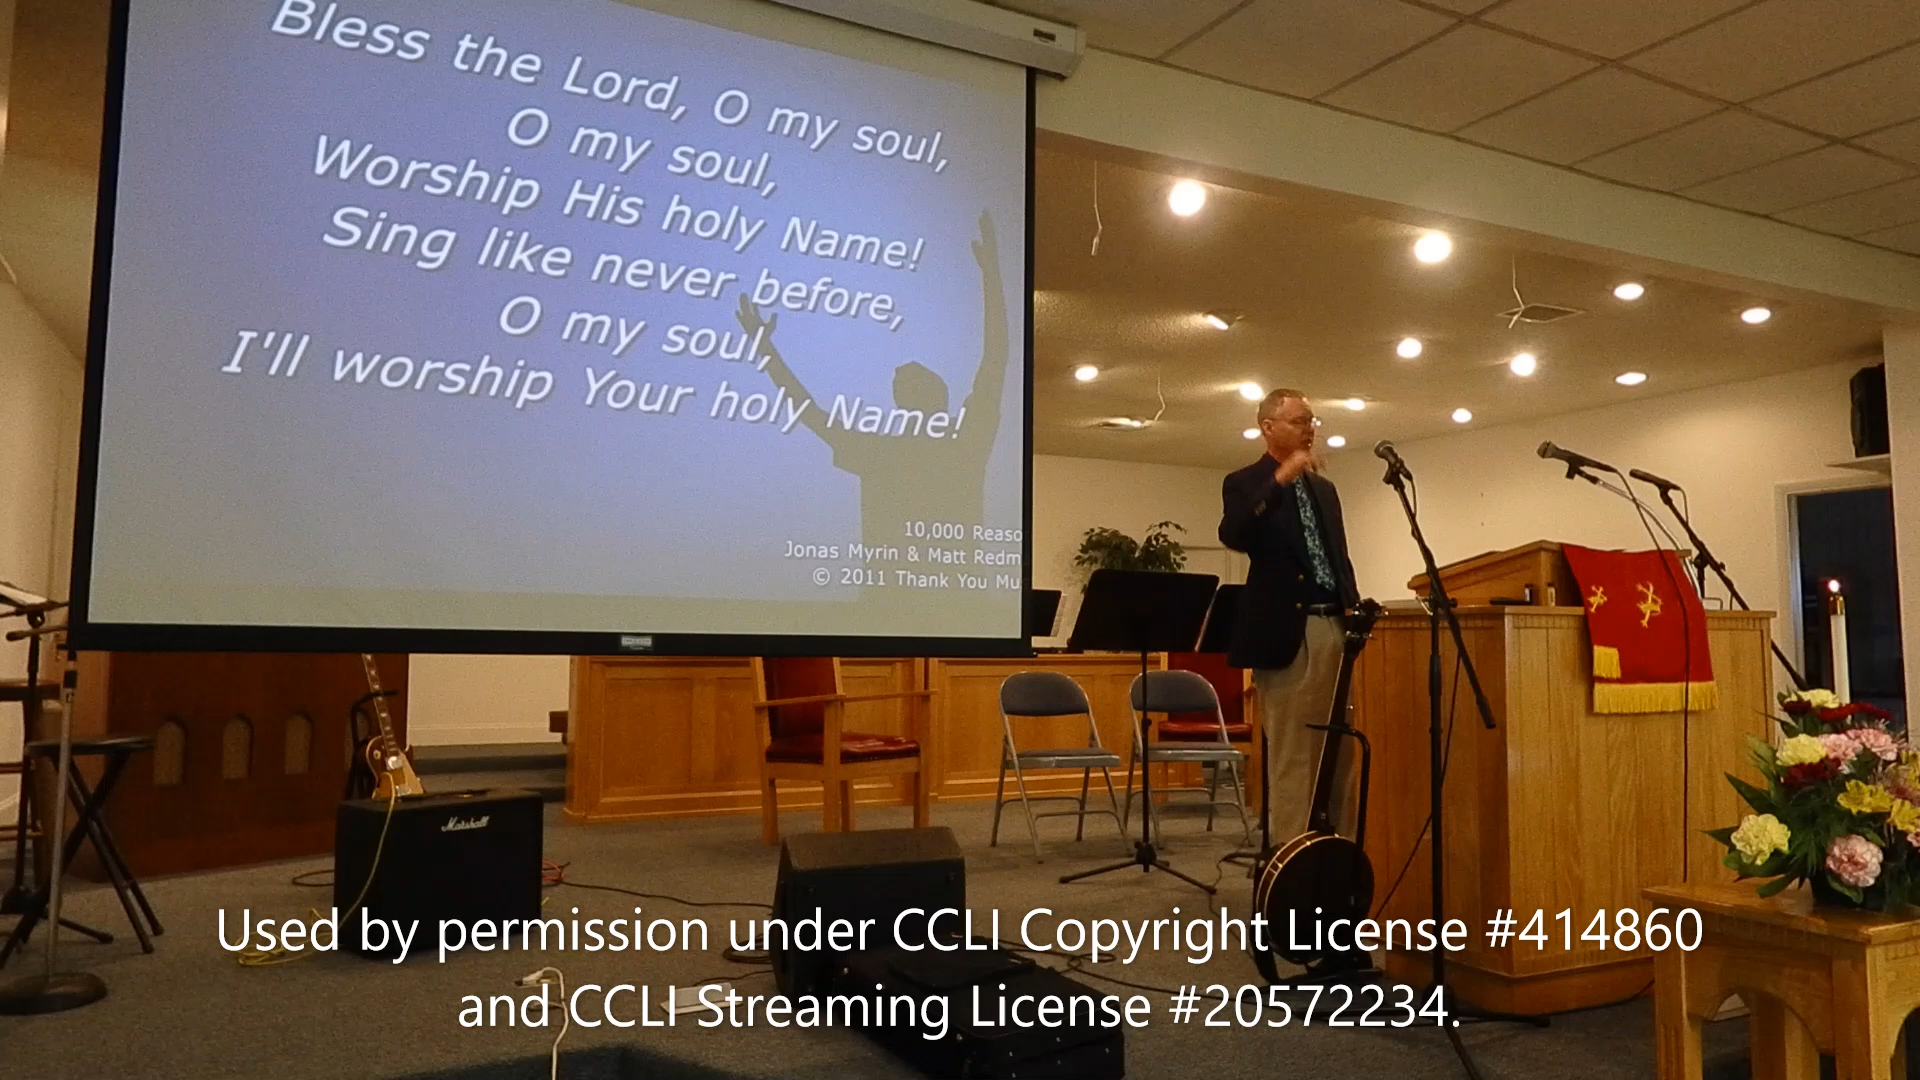 Bless the Lord, O my soul,
O my soul,
Worship His holy Name!
Sing like never before,
O my soul,
I'll worship Your holy Name!
10,000 Reaso
Jonas Myrin & Matt Redm
© 2011 Thank You Mu
Marshall
Used by permission under CCLI Copyright License #414860
and CCLI Streaming License #20572234.